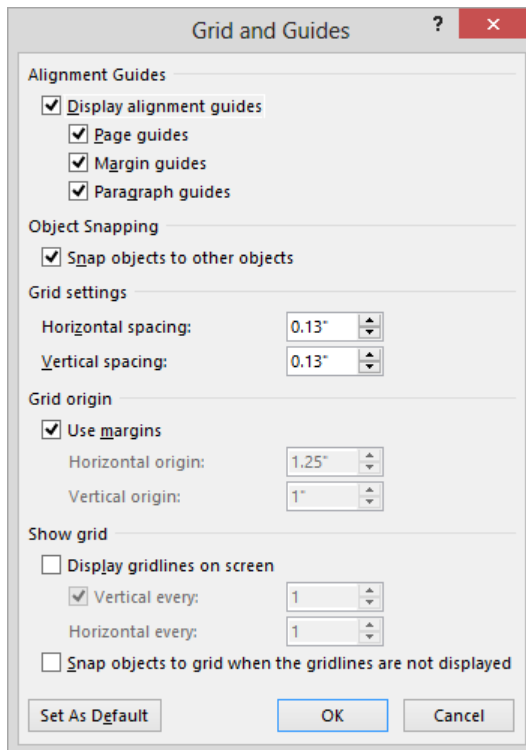 Grid and Guides ?
Alignment Guides
Display alignment guides
Page guides
Margin guides
Paragraph guides
Object Snapping
Snap objects to other objects
Grid settings
Horizontal spacing: 0.13"
Vertical spacing: 0.13"
Grid origin
Use margins
Horizontal origin: 1.25"
Vertical origin: 1"
Show grid
Display gridlines on screen
Vertical every: 1
Horizontal every: 1
Snap objects to grid when the gridlines are not displayed
Set As Default OK Cancel